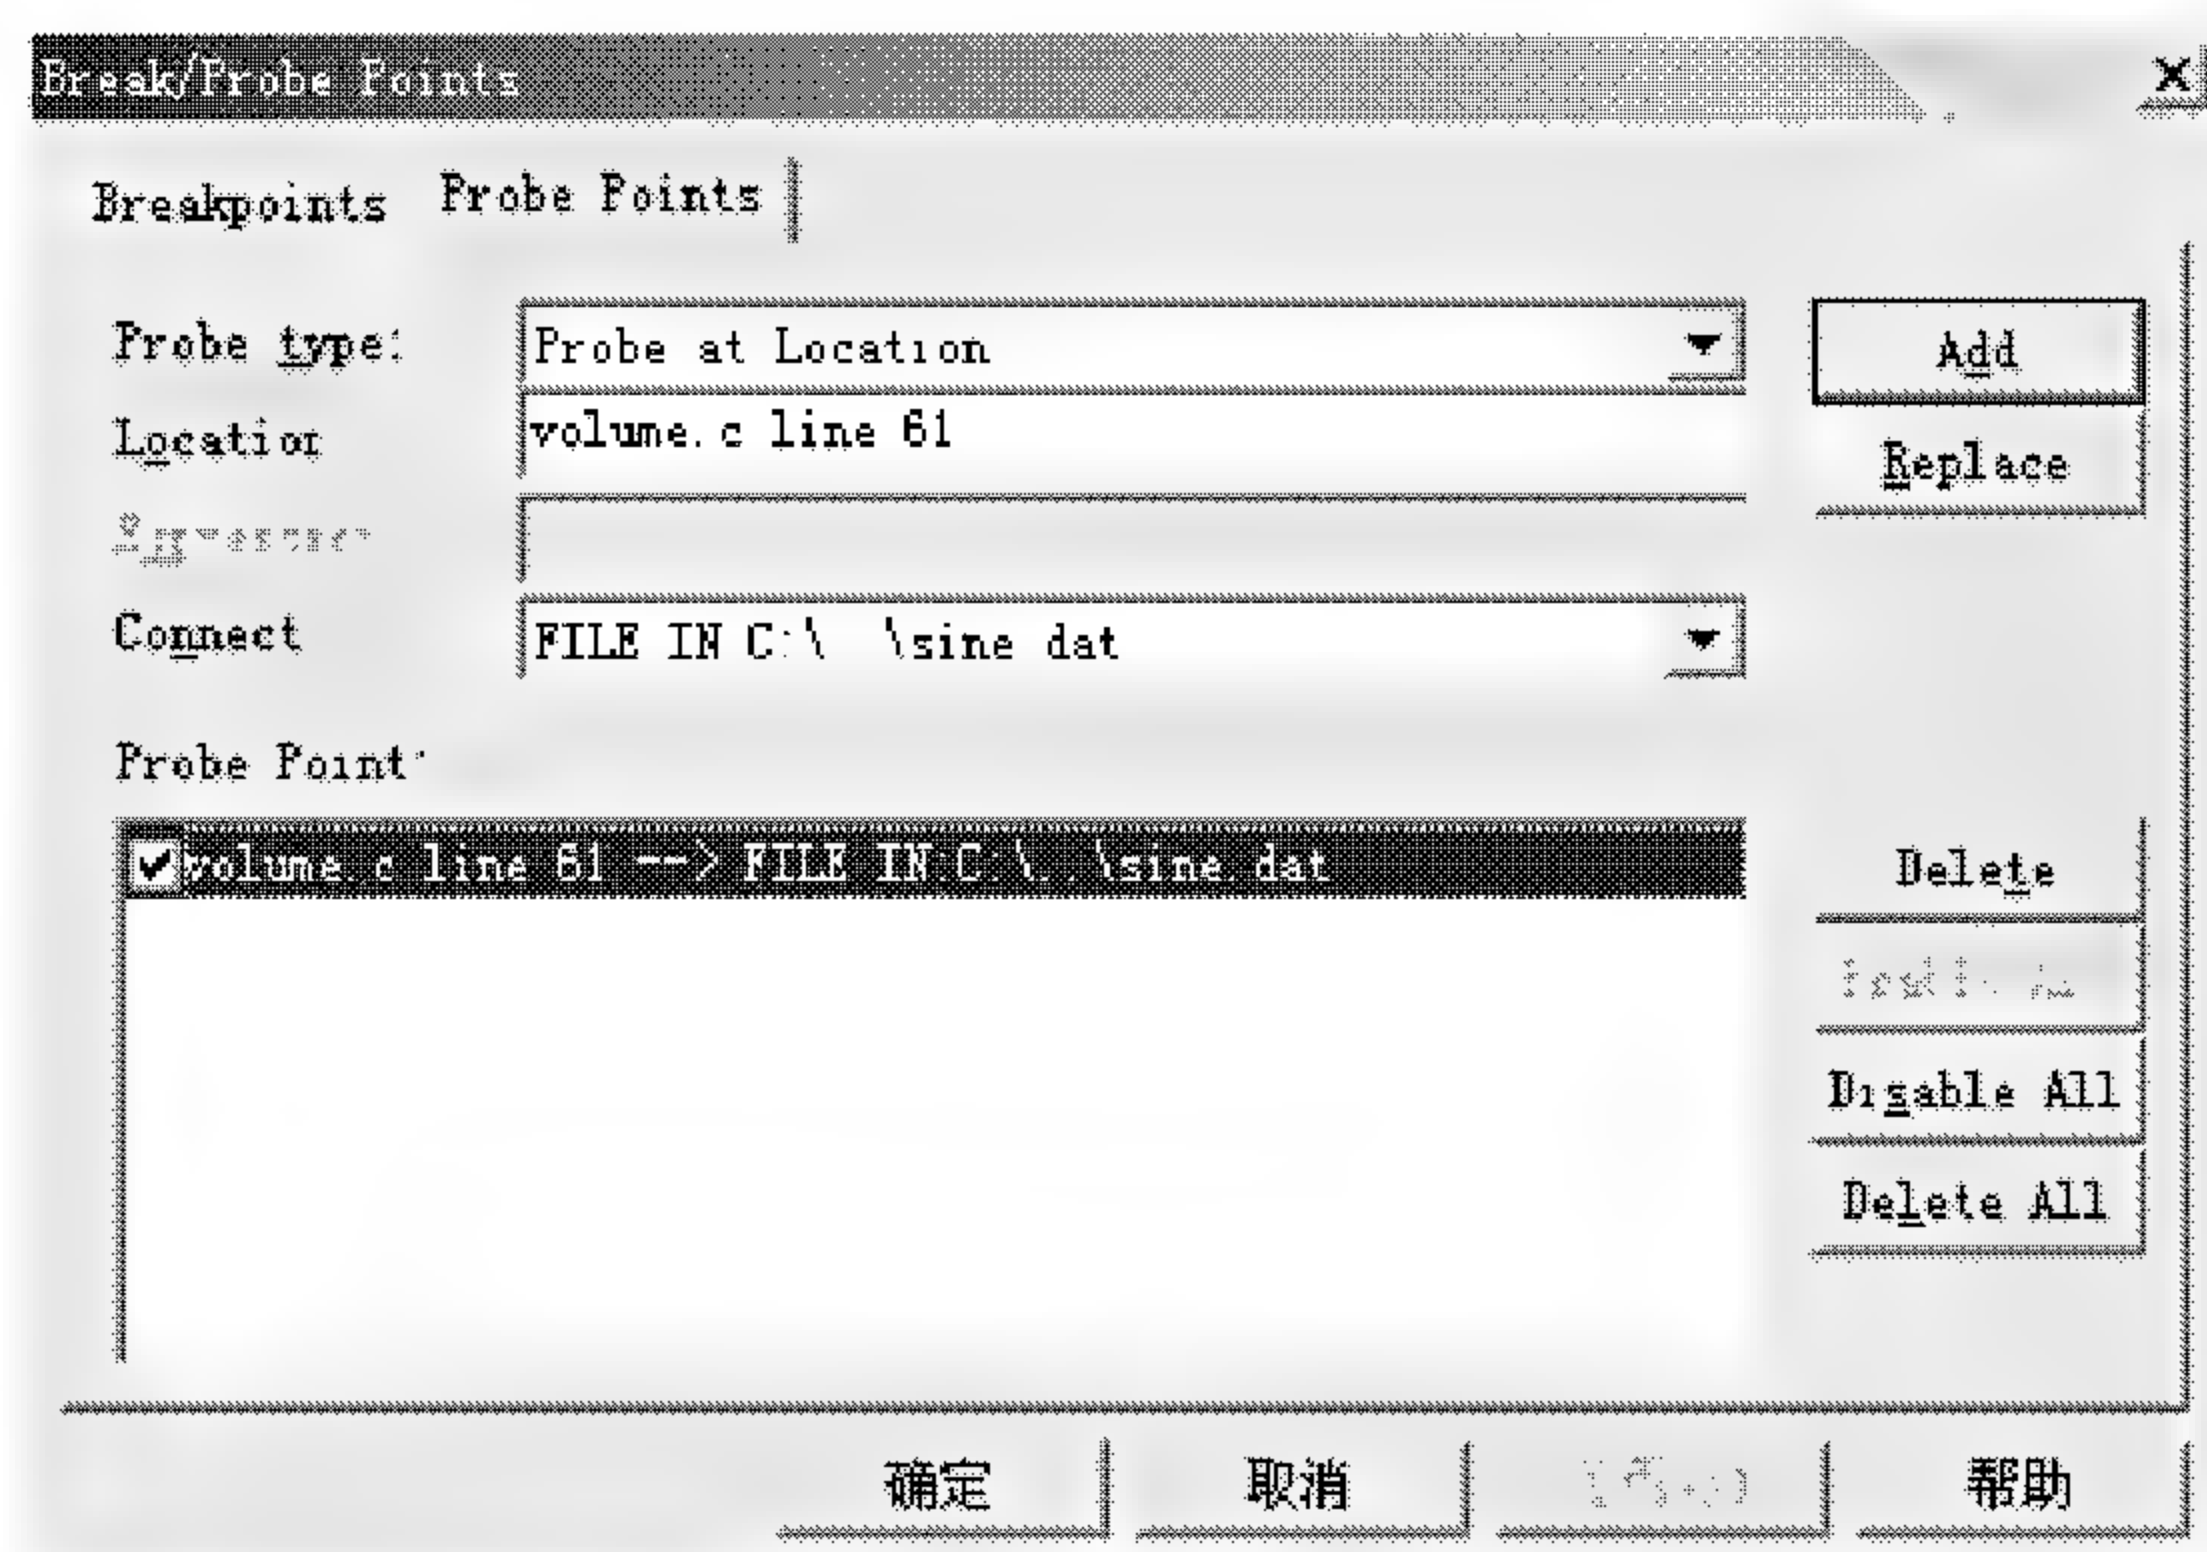 Break/Probe Points
Breakpoints Probe Points
Probe type: Probe at Location Add
Location volume.c line 61 Replace
Connect FILE IN C:\ \sine dat
Probe Point:
volume.c line 61 --> FILE IN:C:\..\sine.dat Delete
Disable All
Delete All
确定 取消 帮助